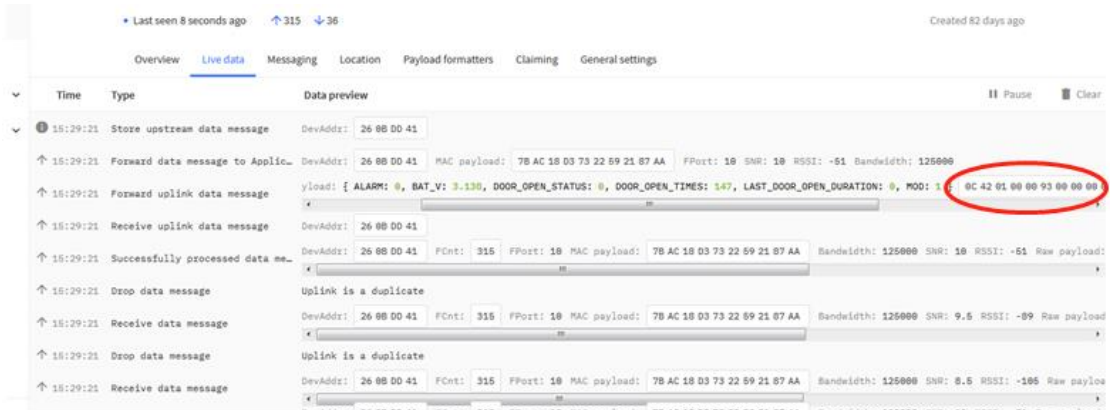 • Last seen 8 seconds ago ↑315 ↓36 Created 82 days ago
Overview Live data Messaging Location Payload formatters Claiming General settings
Time Type Data preview Pause Clear
15:29:21 Store upstream data message DevAddr: 26 0B DD 41
↑ 15:29:21 Forward data message to Applic… DevAddr: 26 0B DD 41 MAC payload: 7B AC 18 D3 73 22 59 21 87 AA FPort: 10 SNR: 10 RSSI: -51 Bandwidth: 125000
↑ 15:29:21 Forward uplink data message yload: { ALARM: 0, BAT_V: 3.138, DOOR_OPEN_STATUS: 0, DOOR_OPEN_TIMES: 147, LAST_DOOR_OPEN_DURATION: 0, MOD: 1 } 0C 42 01 00 00 93 00 00 00
↑ 15:29:21 Receive uplink data message DevAddr: 26 0B DD 41
↑ 15:29:21 Successfully processed data me… DevAddr: 26 0B DD 41 FCnt: 315 FPort: 10 MAC payload: 7B AC 18 D3 73 22 59 21 87 AA Bandwidth: 125000 SNR: 10 RSSI: -51 Raw payload:
↑ 15:29:21 Drop data message Uplink is a duplicate
↑ 15:29:21 Receive data message DevAddr: 26 0B DD 41 FCnt: 315 FPort: 10 MAC payload: 7B AC 18 D3 73 22 59 21 87 AA Bandwidth: 125000 SNR: 9.5 RSSI: -89 Raw payload
↑ 15:29:21 Drop data message Uplink is a duplicate
↑ 15:29:21 Receive data message DevAddr: 26 0B DD 41 FCnt: 315 FPort: 10 MAC payload: 7B AC 18 D3 73 22 59 21 87 AA Bandwidth: 125000 SNR: 8.5 RSSI: -105 Raw payloa